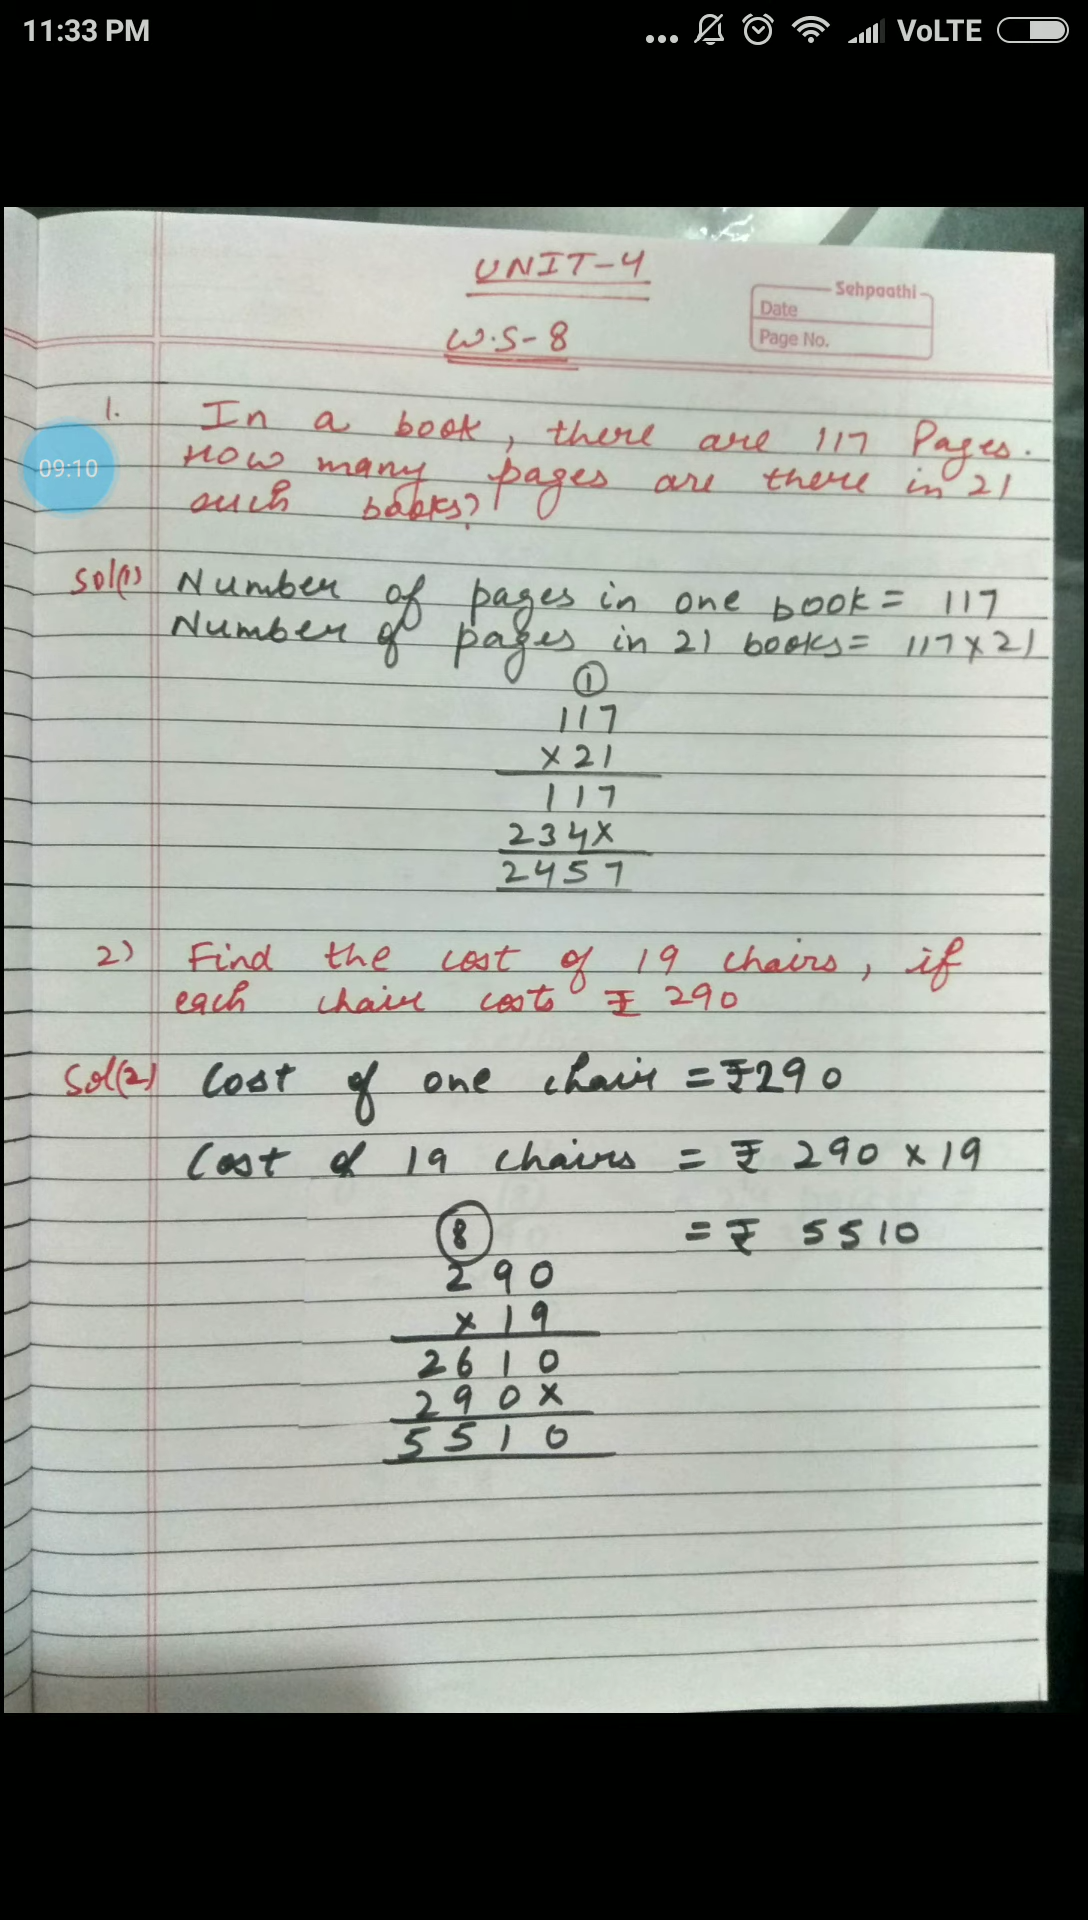 11:33 PM
... VoLTE
UNIT-4
Sehpaathi
Date
Page No.
W.S-8
1. In a book, there are 117 Pages.
09:10
How many pages are there in 21
such books?
Sol(1) Number of pages in one book = 117
Number of pages in 21 books = 117 x 21
1
117
x 21
117
234x
2457
2) Find the cost of 19 chairs, if
each chair costs ₹ 290
Sol(2) Cost of one chair = ₹290
Cost of 19 chairs = ₹ 290 x 19
= ₹ 5510
8
290
x 19
2610
290x
5510